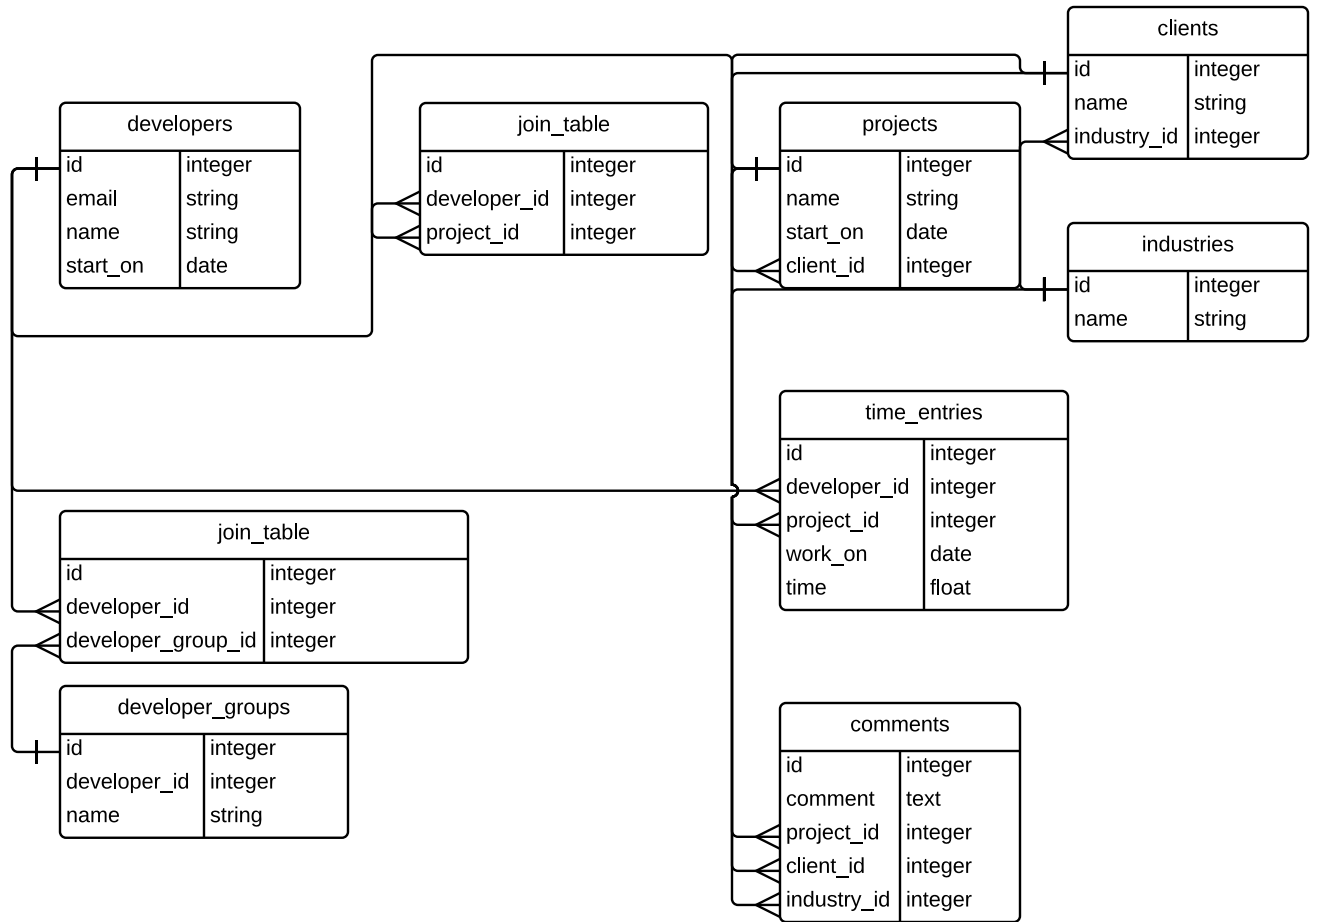 clients
id integer
name string
industry_id integer
developers
id integer
email string
name string
start_on date
join_table
id integer
developer_id integer
project_id integer
projects
id integer
name string
start_on date
client_id integer
industries
id integer
name string
time_entries
id integer
developer_id integer
project_id integer
work_on date
time float
join_table
id integer
developer_id integer
developer_group_id integer
developer_groups
id integer
developer_id integer
name string
comments
id integer
comment text
project_id integer
client_id integer
industry_id integer